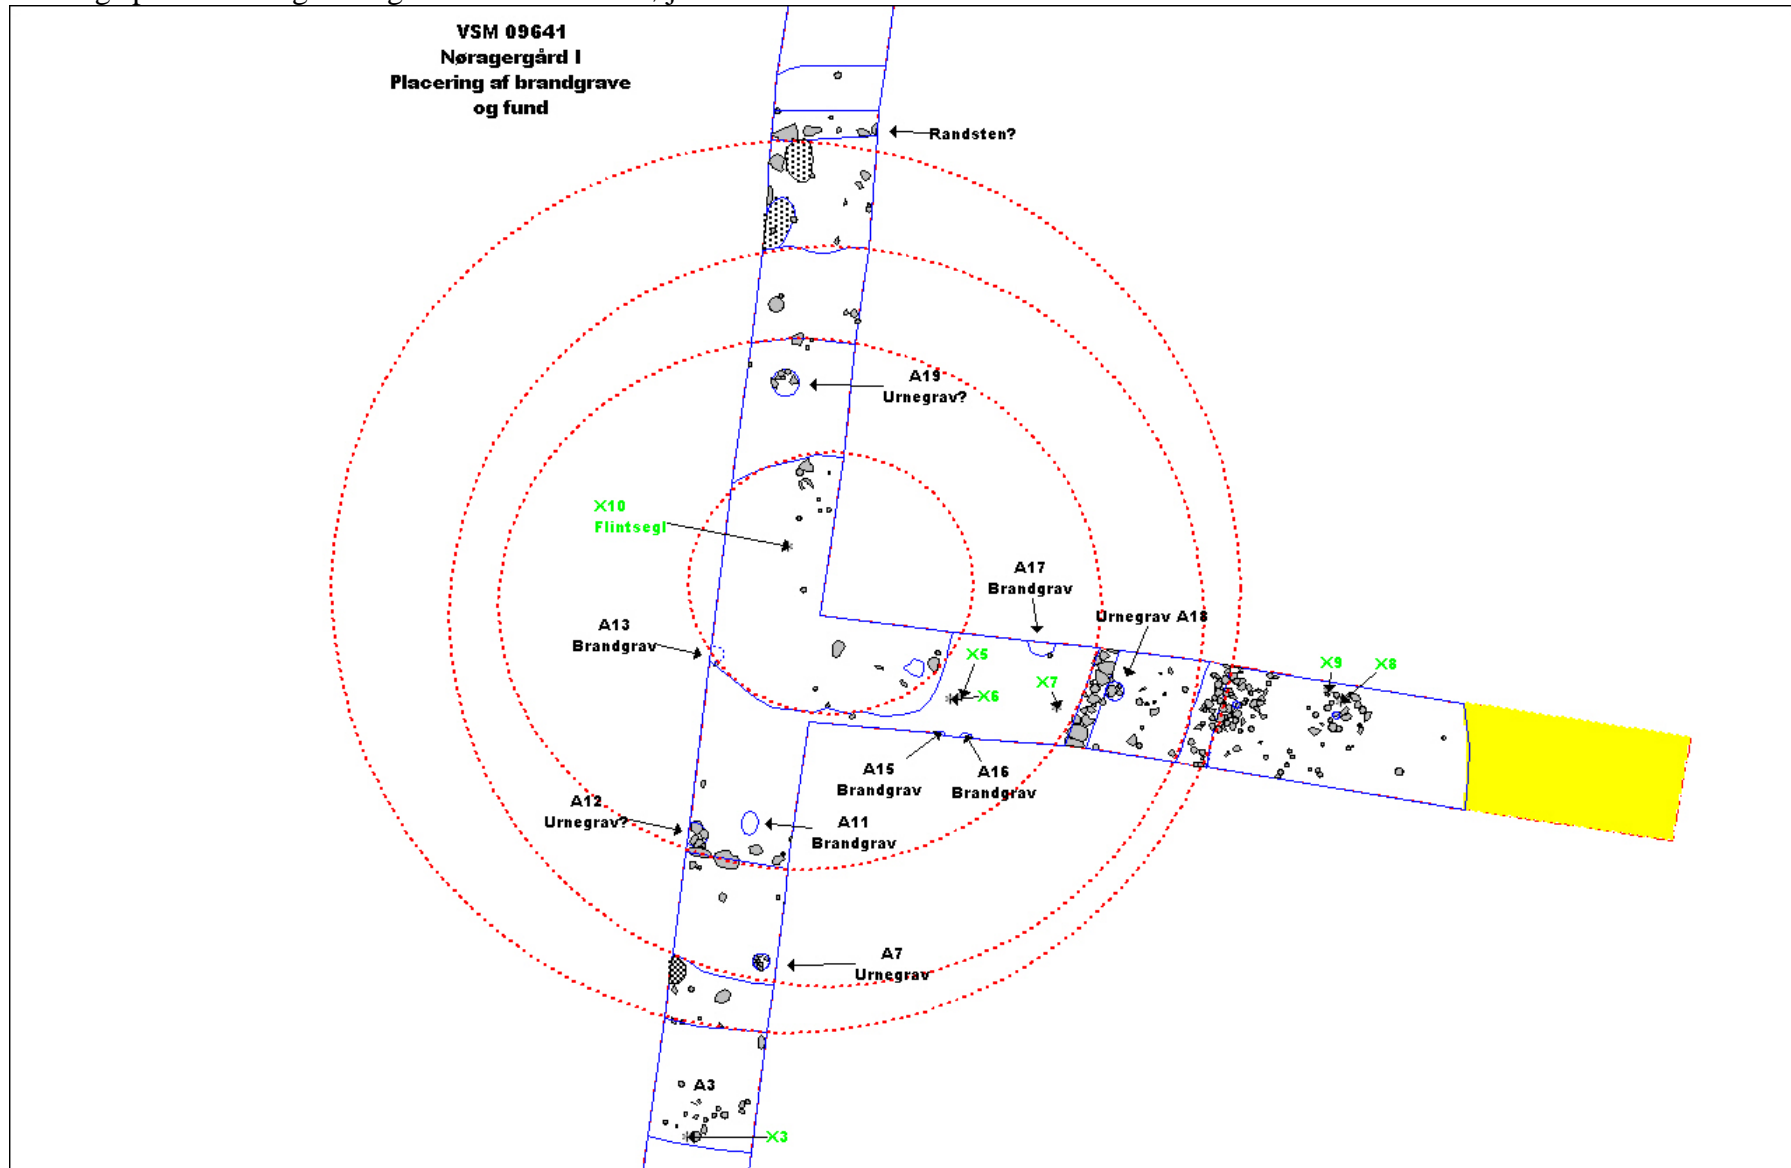 VSM 09641
Nøragergård I
Placering af brandgrave
og fund
Randsten?
A19
Urnegrav?
X10
Flintsegl
A17
Brandgrav
Urnegrav A18
A13
Brandgrav
X5
X6
X7
X9
X8
A15
Brandgrav
A16
Brandgrav
A12
Urnegrav?
A11
Brandgrav
A7
Urnegrav
A3
X3